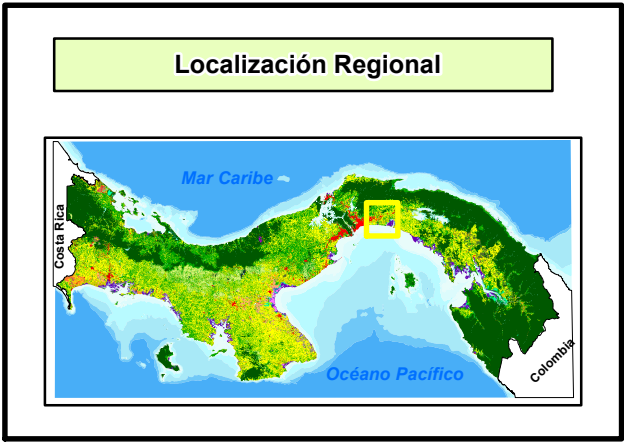 Localización Regional
Mar Caribe
Costa Rica
Océano Pacífico
Colombia